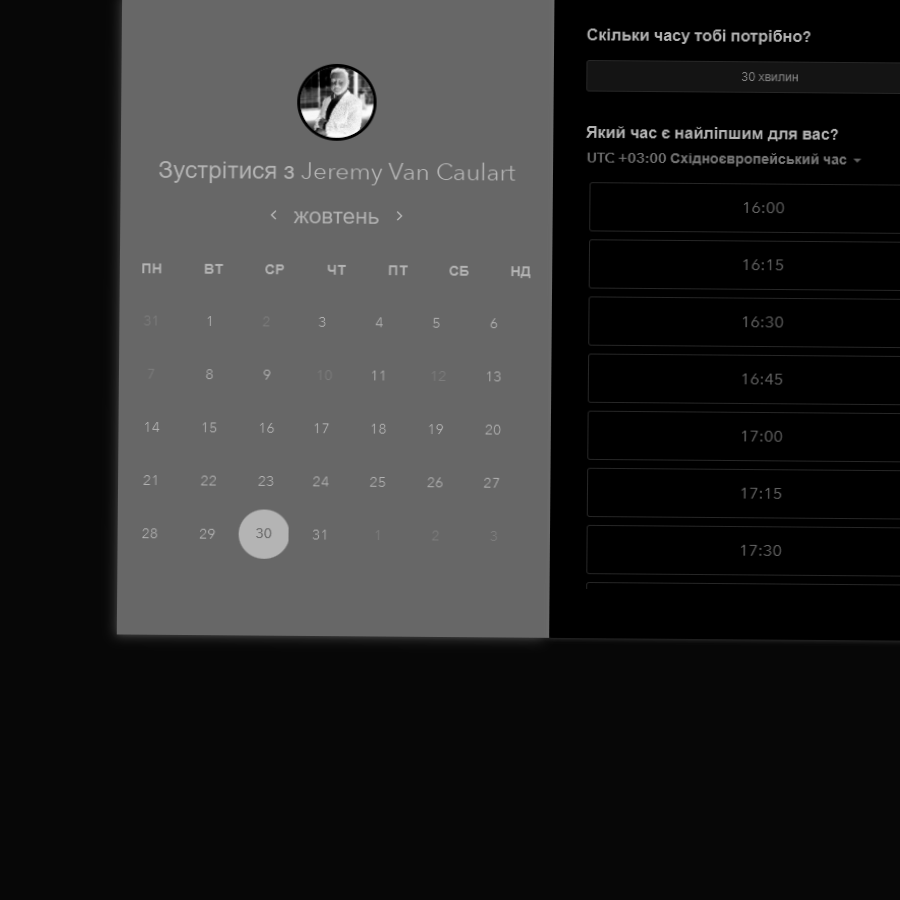 Зустрітися з Jeremy Van Caulart
жовтень
ПН ВТ СР ЧТ ПТ СБ НД
31 1 2 3 4 5 6
7 8 9 10 11 12 13
14 15 16 17 18 19 20
21 22 23 24 25 26 27
28 29 30 31 1 2 3
Скільки часу тобі потрібно?
30 хвилин
Який час є найліпшим для вас?
UTC +03:00 Східноєвропейський час
16:00
16:15
16:30
16:45
17:00
17:15
17:30